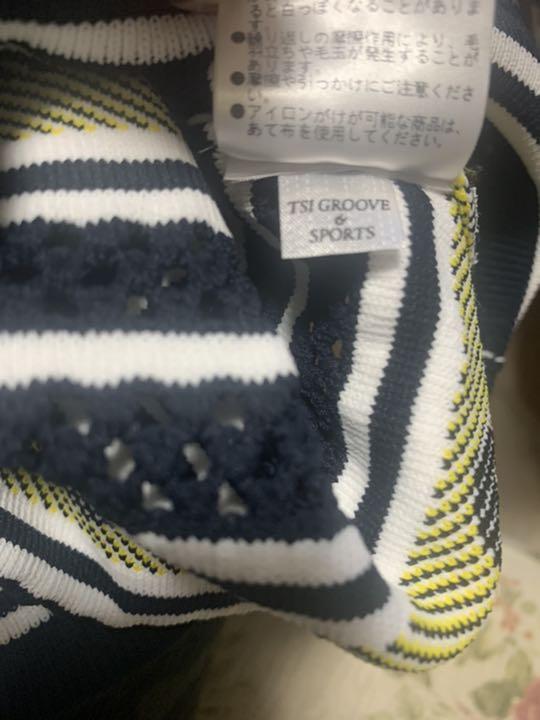 ると白っぽくなることがありま
す。
●繰り返しの摩擦作用により、毛
羽立ちや毛玉が発生することが
あります。
●摩擦や引っかけにご注意くださ
い。
●アイロンがけが可能な商品は、
あて布を使用してください。
TSI GROOVE
&
SPORTS